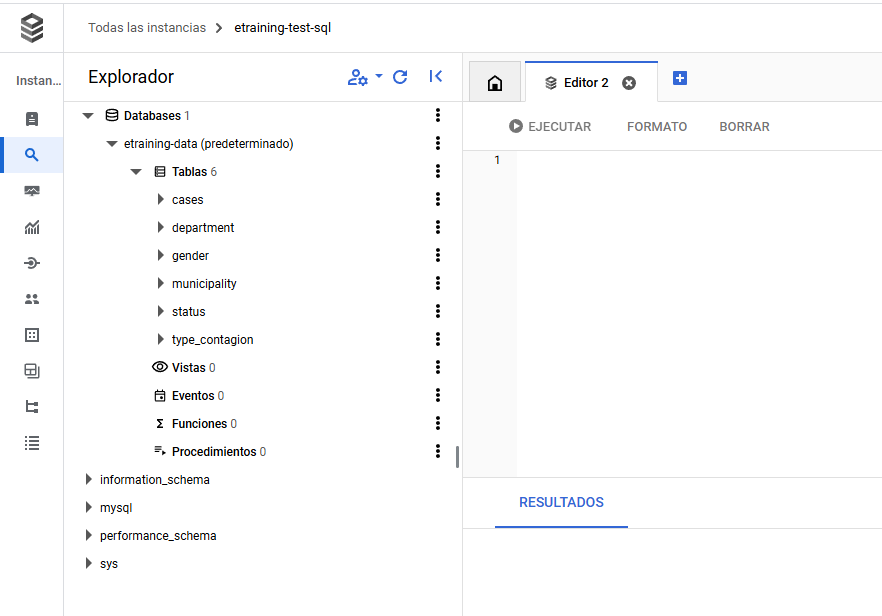 Todas las instancias > etraining-test-sql
Instan...
Explorador
Databases 1
etraining-data (predeterminado)
Tablas 6
cases
department
gender
municipality
status
type_contagion
Vistas 0
Eventos 0
Funciones 0
Procedimientos 0
information_schema
mysql
performance_schema
sys
Editor 2
EJECUTAR FORMATO BORRAR
1
RESULTADOS